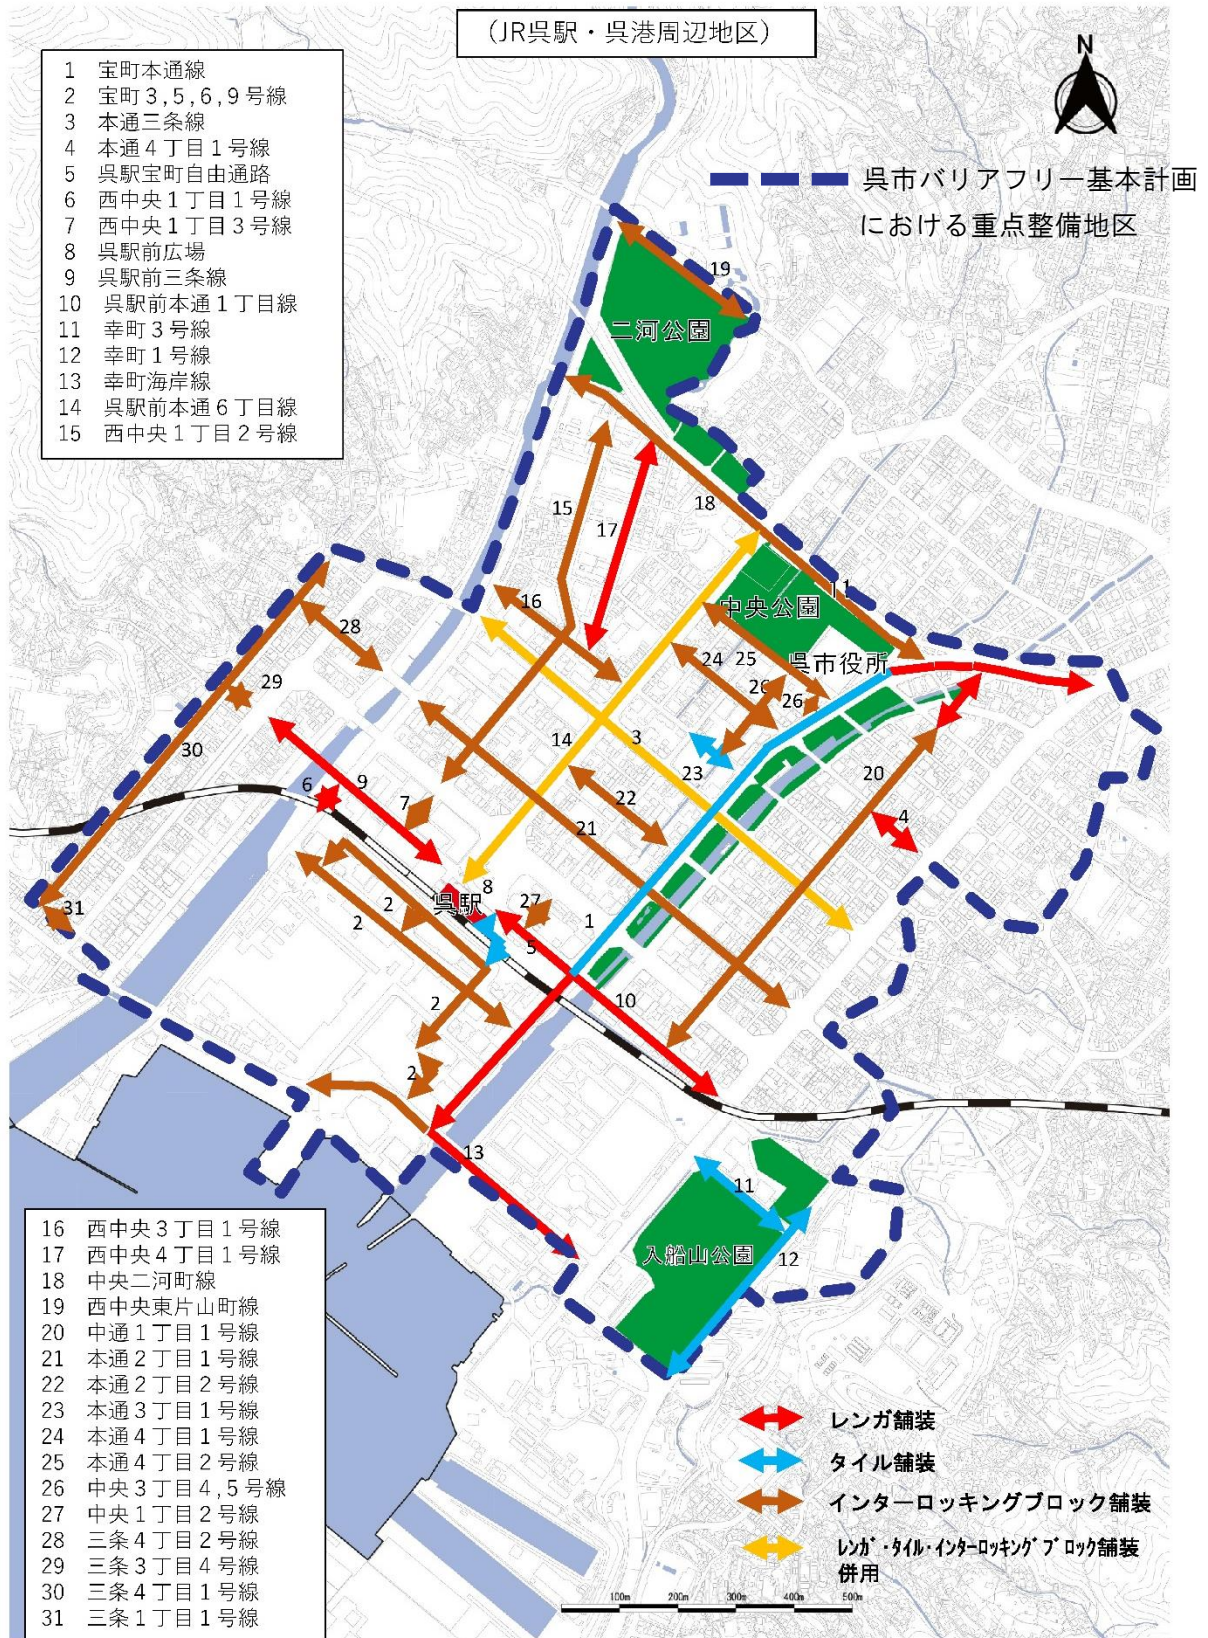 (JR呉駅・呉港周辺地区)
1 宝町本通線
2 宝町3,5,6,9号線
3 本通三条線
4 本通4丁目1号線
5 呉駅宝町自由通路
6 西中央1丁目1号線
7 西中央1丁目3号線
8 呉駅前広場
9 呉駅前三条線
10 呉駅前本通1丁目線
11 幸町3号線
12 幸町1号線
13 幸町海岸線
14 呉駅前本通6丁目線
15 西中央1丁目2号線
N
呉市バリアフリー基本計画
における重点整備地区
19
二河公園
15
17
18
16
中央公園
11
28
24
25
呉市役所
29
26
26
14
3
30
23
20
9
6
7
22
21
4
8
呉駅
27
31
2
2
5
1
10
2
2
13
11
入船山公園
12
16 西中央3丁目1号線
17 西中央4丁目1号線
18 中央二河町線
19 西中央東片山町線
20 中通1丁目1号線
21 本通2丁目1号線
22 本通2丁目2号線
23 本通3丁目1号線
24 本通4丁目1号線
25 本通4丁目2号線
26 中央3丁目4,5号線
27 中央1丁目2号線
28 三条4丁目2号線
29 三条3丁目4号線
30 三条4丁目1号線
31 三条1丁目1号線
レンガ舗装
タイル舗装
インターロッキングブロック舗装
レンガ・タイル・インターロッキングブロック舗装
併用
100m 200m 300m 400m 500m